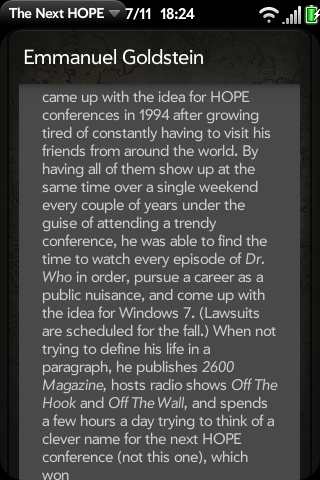 The Next HOPE 7/11 18:24
Emmanuel Goldstein
came up with the idea for HOPE
conferences in 1994 after growing
tired of constantly having to visit his
friends from around the world. By
having all of them show up at the
same time over a single weekend
every couple of years under the
guise of attending a trendy
conference, he was able to find the
time to watch every episode of Dr.
Who in order, pursue a career as a
public nuisance, and come up with
the idea for Windows 7. (Lawsuits
are scheduled for the fall.) When not
trying to define his life in a
paragraph, he publishes 2600
Magazine, hosts radio shows Off The
Hook and Off The Wall, and spends
a few hours a day trying to think of a
clever name for the next HOPE
conference (not this one), which
won